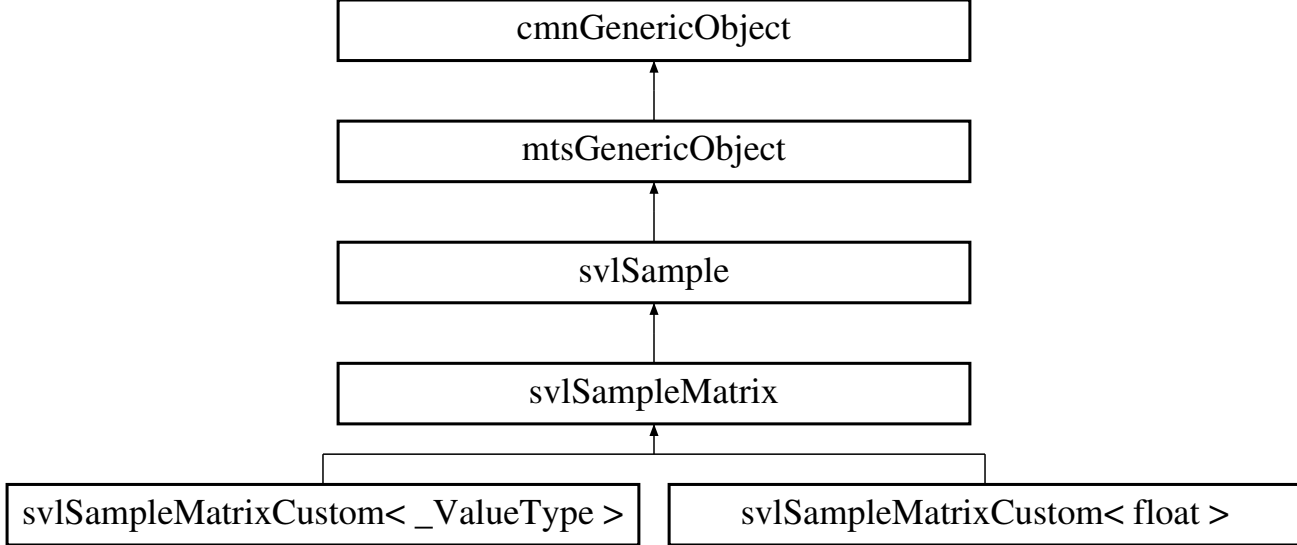 cmnGenericObject
mtsGenericObject
svlSample
svlSampleMatrix
svlSampleMatrixCustom< _ValueType >
svlSampleMatrixCustom< float >